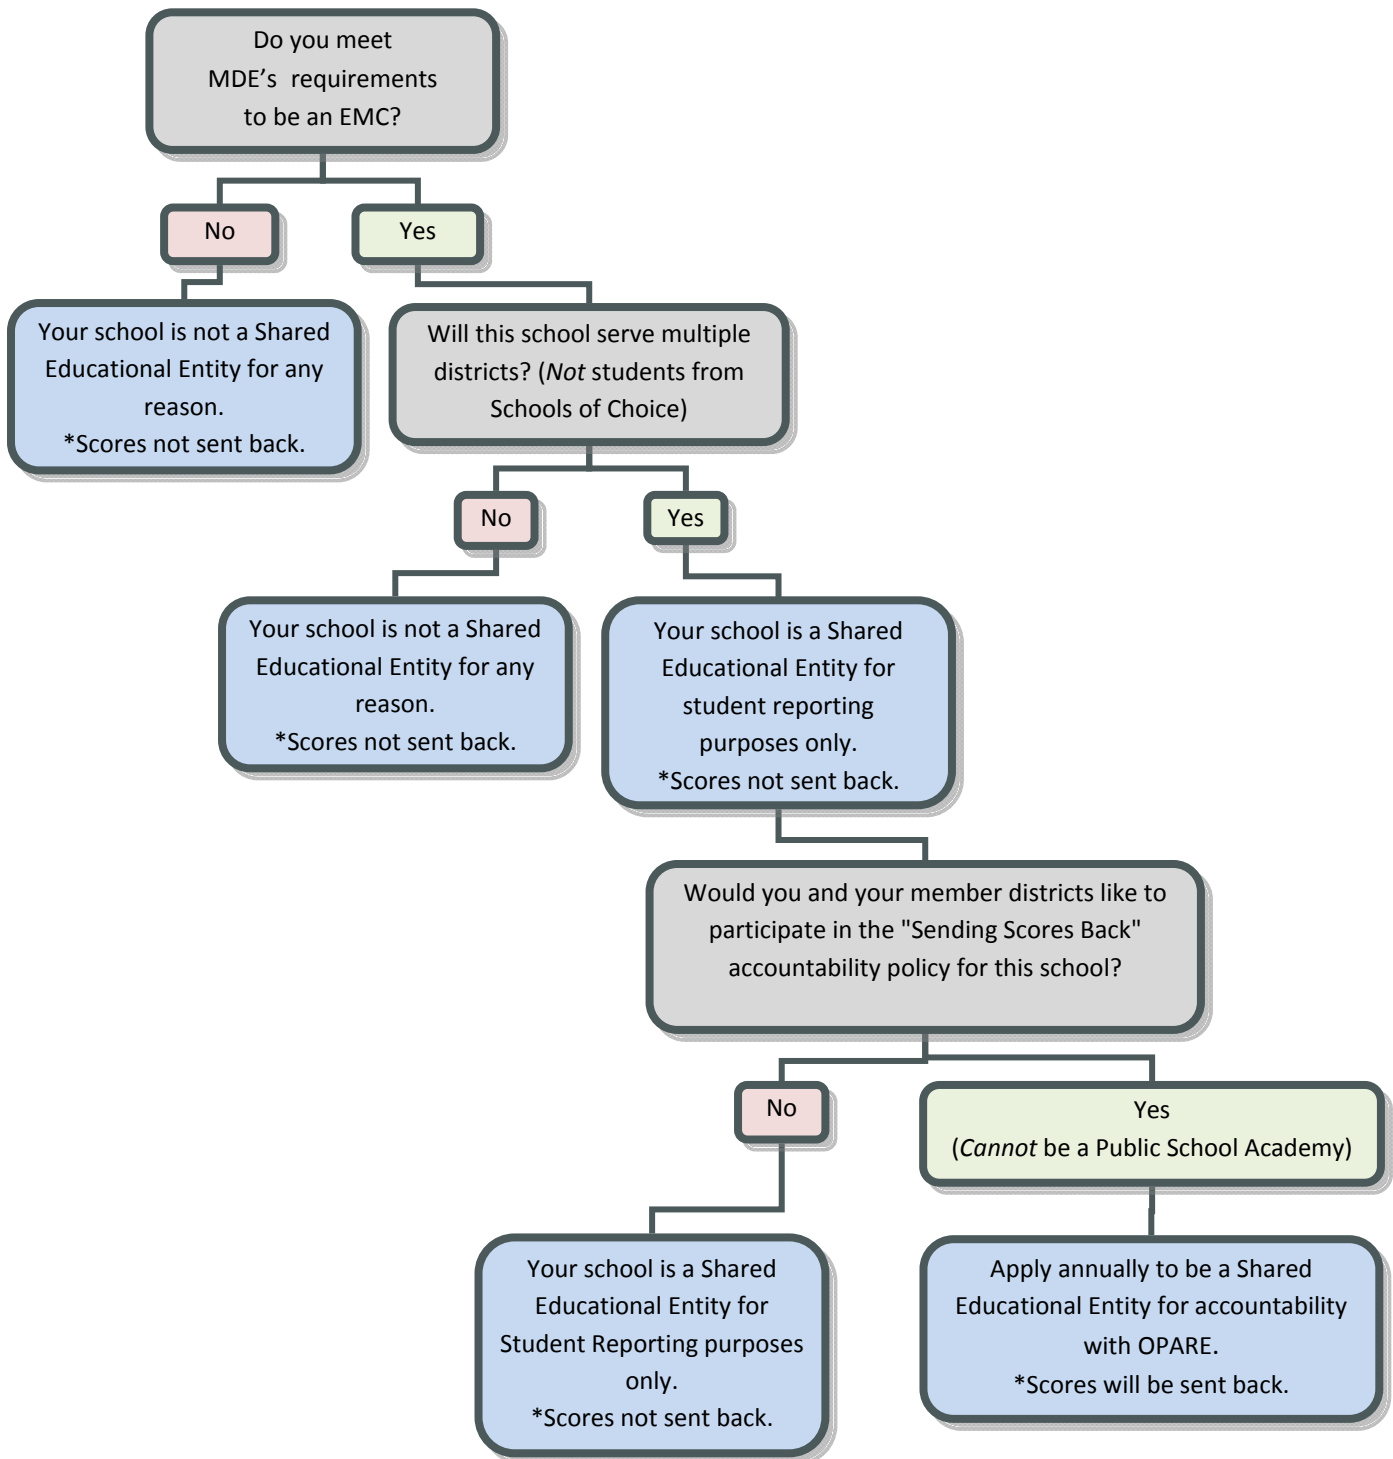 Do you meet
MDE’s requirements
to be an EMC?
No
Yes
Your school is not a Shared
Educational Entity for any
reason.
*Scores not sent back.
Will this school serve multiple
districts? (Not students from
Schools of Choice)
No
Yes
Your school is not a Shared
Educational Entity for any
reason.
*Scores not sent back.
Your school is a Shared
Educational Entity for
student reporting
purposes only.
*Scores not sent back.
Would you and your member districts like to
participate in the "Sending Scores Back"
accountability policy for this school?
No
Yes
(Cannot be a Public School Academy)
Your school is a Shared
Educational Entity for
Student Reporting purposes
only.
*Scores not sent back.
Apply annually to be a Shared
Educational Entity for accountability
with OPARE.
*Scores will be sent back.